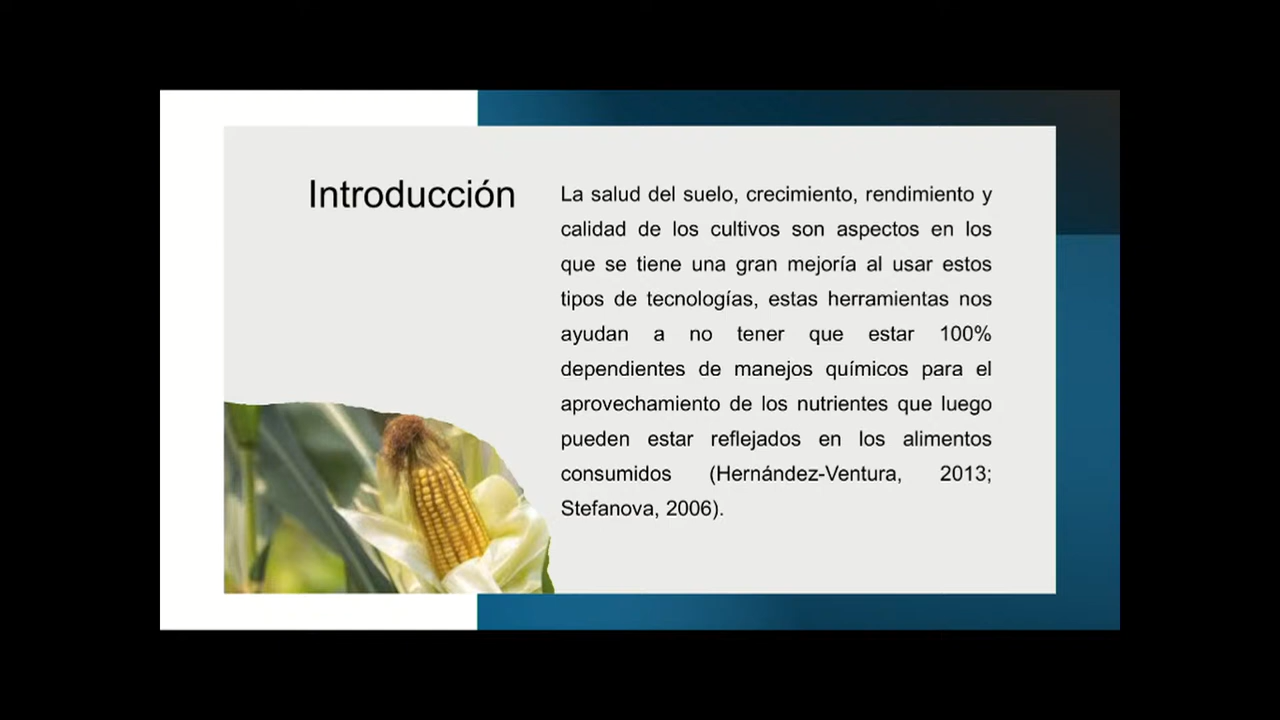 Introducción
La salud del suelo, crecimiento, rendimiento y
calidad de los cultivos son aspectos en los
que se tiene una gran mejoría al usar estos
tipos de tecnologías, estas herramientas nos
ayudan a no tener que estar 100%
dependientes de manejos químicos para el
aprovechamiento de los nutrientes que luego
pueden estar reflejados en los alimentos
consumidos (Hernández-Ventura, 2013;
Stefanova, 2006).